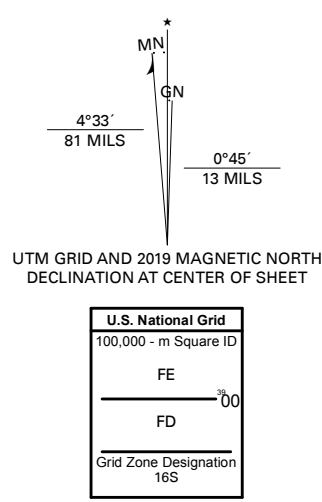 ★
MN
GN
4°33´
81 MILS
0°45´
13 MILS
UTM GRID AND 2019 MAGNETIC NORTH
DECLINATION AT CENTER OF SHEET
U.S. National Grid
100,000 - m Square ID
FE
3900
FD
Grid Zone Designation
16S